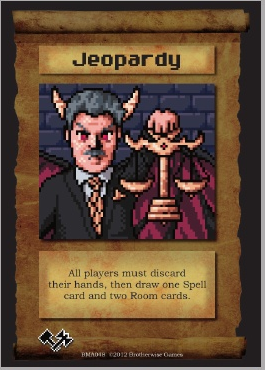 Jeopardy
All players must discard
their hands, then draw one Spell
card and two Room cards.
BMA048 ©2012 Brotherwise Games